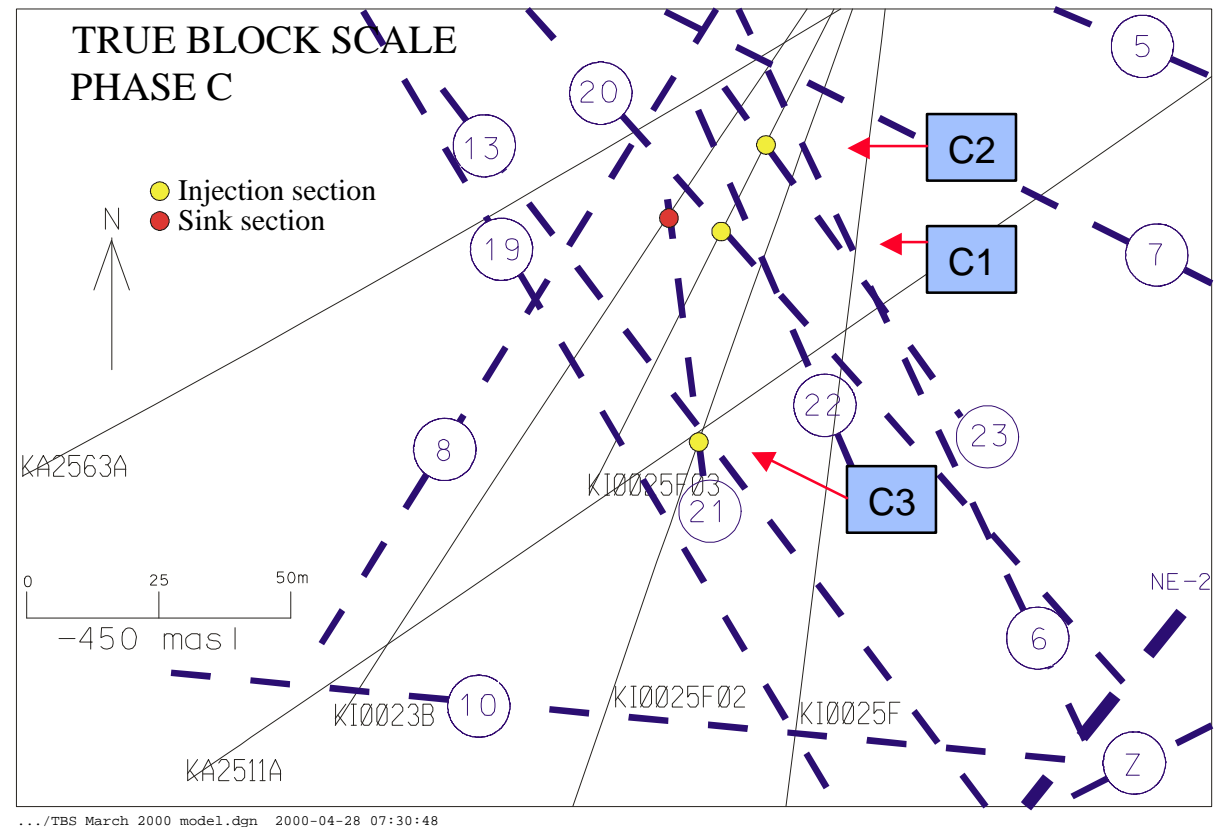 TRUE BLOCK SCALE
PHASE C
5
20
13
C2
Injection section
Sink section
N
19
C1
7
22
23
8
KA2563A
KI0025F03
21
C3
0 25 50m
-450 masl
NE-2
6
10
KI0023B
KI0025F02
KI0025F
KA2511A
Z
.../TBS March 2000 model.dgn 2000-04-28 07:30:48